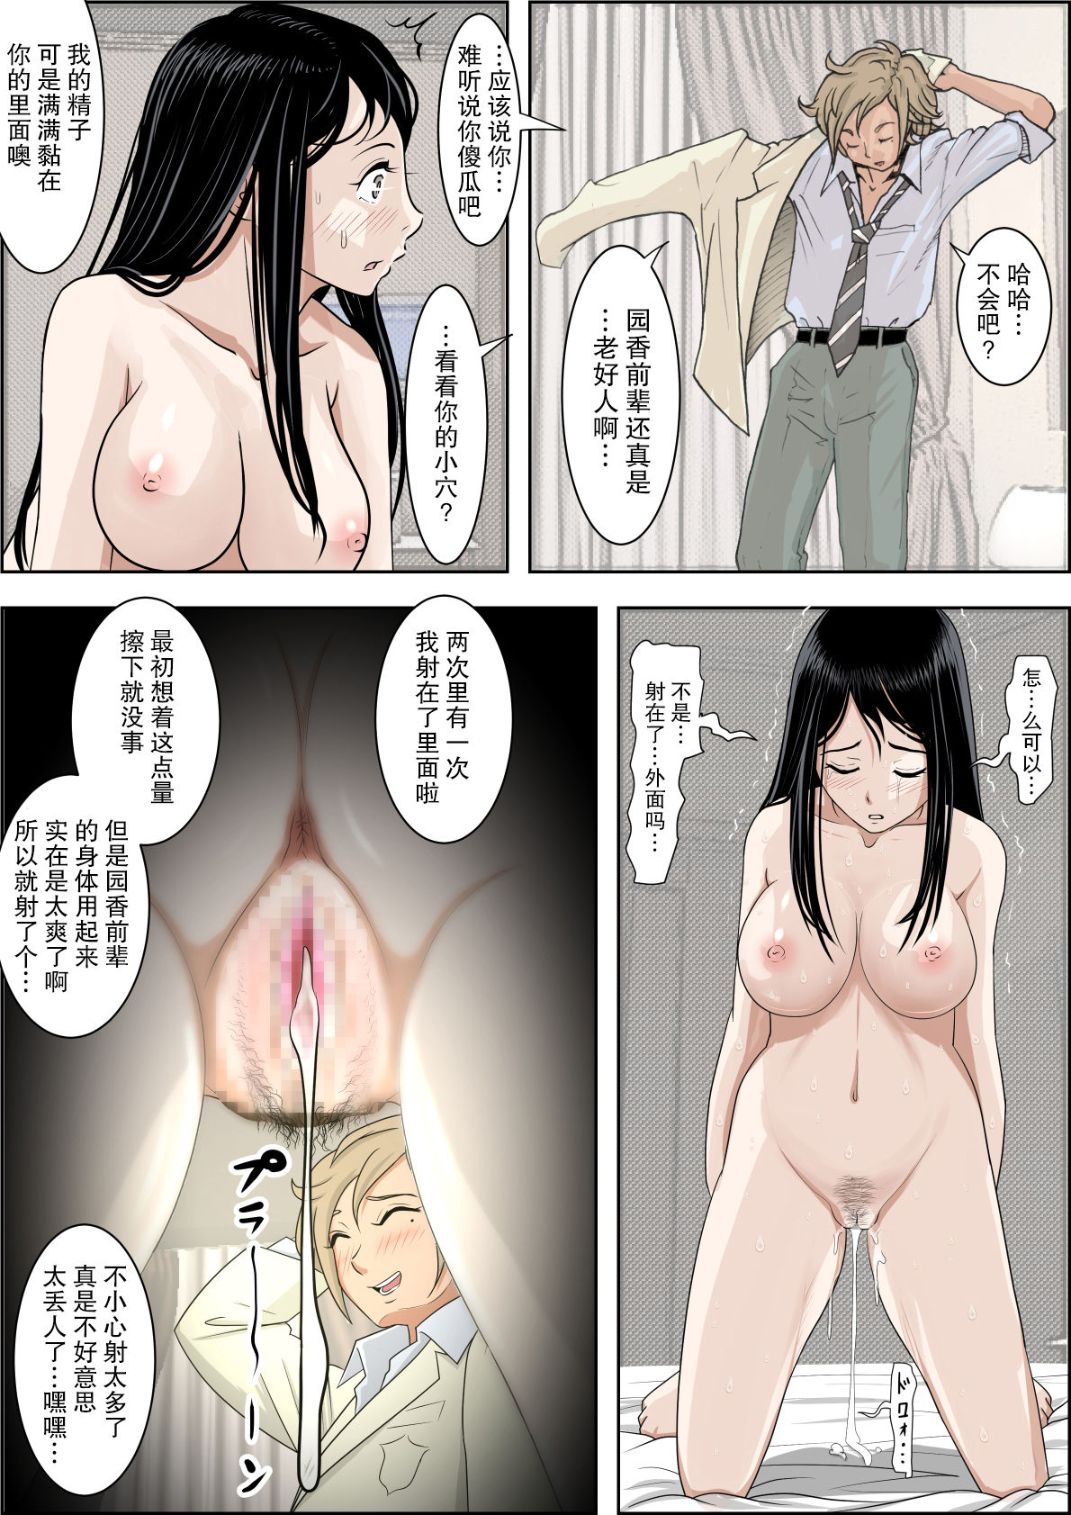 哈哈…
不会吧？
园香前辈还真是
…老好人啊…
…应该说你…
难听说你傻瓜吧
…看看你的小穴？
我的精子
可是满满黏在
你的里面噢
怎…么可以…
不是…
射在了…外面吗…
ドロォ…
两次里有一次
我射在了里面啦
最初想着这点量
擦下就没事
但是园香前辈
的身体用起来
实在是太爽了啊
所以就射了个…
プラーーーン
不小心射太多了
真是不好意思
太丢人了…嘿嘿…